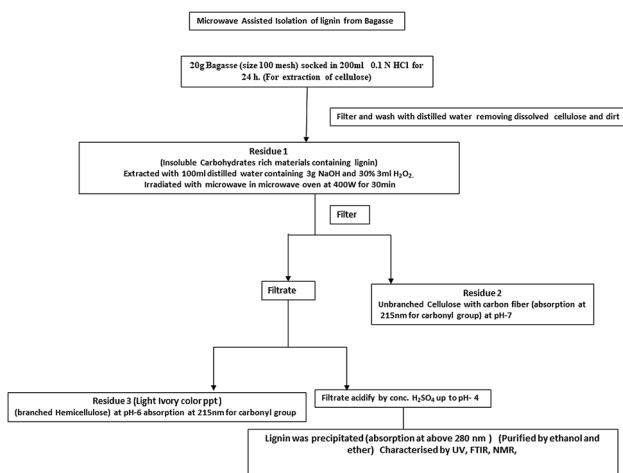 Microwave Assisted Isolation of lignin from Bagasse
20g Bagasse (size 100 mesh) socked in 200ml 0.1 N HCl for
24 h. (For extraction of cellulose)
Filter and wash with distilled water removing dissolved cellulose and dirt
Residue 1
(Insoluble Carbohydrates rich materials containing lignin)
Extracted with 100ml distilled water containing 3g NaOH and 30% 3ml H₂O₂.
Irradiated with microwave in microwave oven at 400W for 30min
Filter
Filtrate
Residue 2
Unbranched Cellulose with carbon fiber (absorption at
215nm for carbonyl group) at pH-7
Residue 3 (Light Ivory color ppt)
(branched Hemicellulose) at pH-6 absorption at 215nm for carbonyl group
Filtrate acidify by conc. H₂SO₄ up to pH- 4
Lignin was precipitated (absorption at above 280 nm ) (Purified by ethanol and
ether) Characterised by UV, FTIR, NMR,